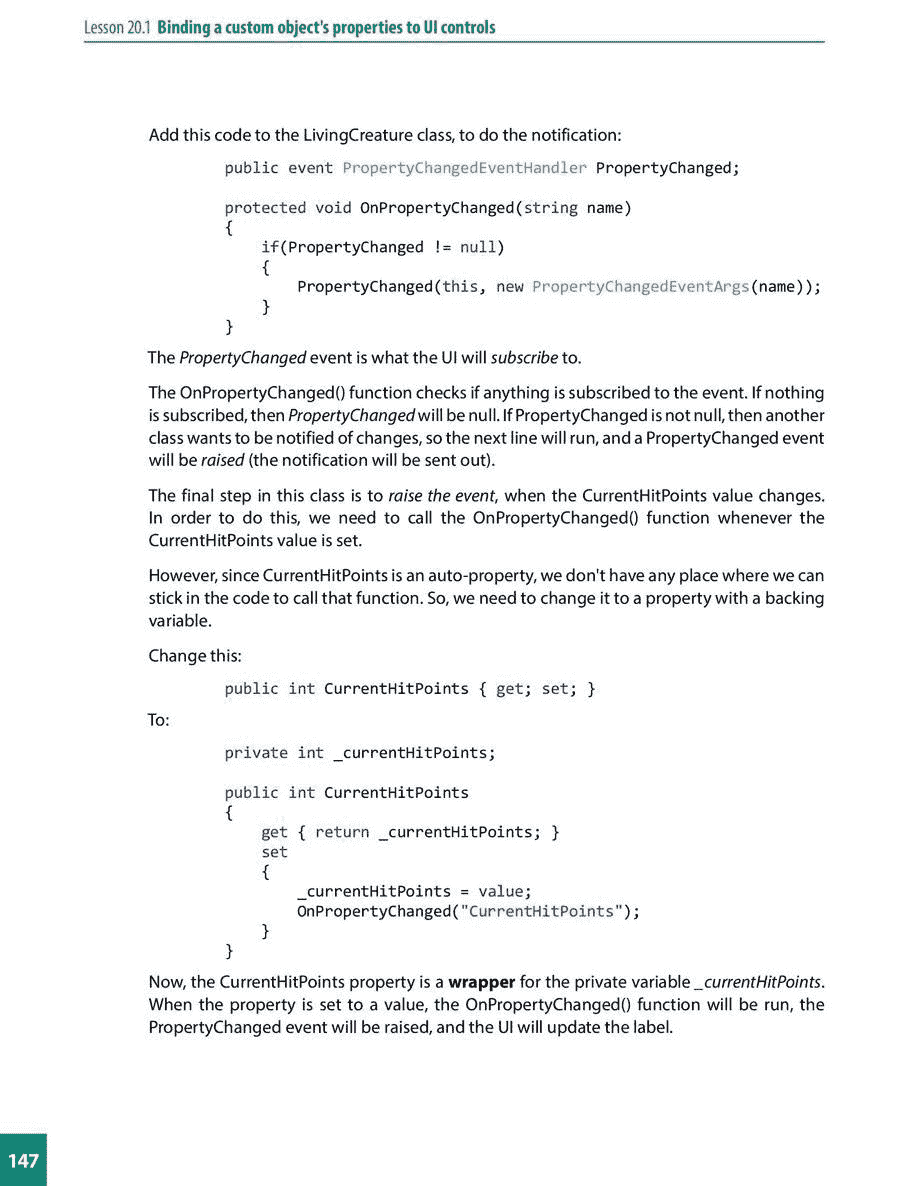 Lesson 20.1 Binding a custom object's properties to UI controls
Add this code to the LivingCreature class, to do the notification:
public event PropertyChangedEventHandler PropertyChanged;
protected void OnPropertyChanged(string name)
{
if(PropertyChanged != null)
{
PropertyChanged(this, new PropertyChangedEventArgs(name));
}
}
The PropertyChanged event is what the UI will subscribe to.
The OnPropertyChanged() function checks if anything is subscribed to the event. If nothing
is subscribed, then PropertyChanged will be null. If PropertyChanged is not null, then another
class wants to be notified of changes, so the next line will run, and a PropertyChanged event
will be raised (the notification will be sent out).
The final step in this class is to raise the event, when the CurrentHitPoints value changes.
In order to do this, we need to call the OnPropertyChanged() function whenever the
CurrentHitPoints value is set.
However, since CurrentHitPoints is an auto-property, we don't have any place where we can
stick in the code to call that function. So, we need to change it to a property with a backing
variable.
Change this:
public int CurrentHitPoints { get; set; }
To:
private int _currentHitPoints;
public int CurrentHitPoints
{
get { return _currentHitPoints; }
set
{
_currentHitPoints = value;
OnPropertyChanged("CurrentHitPoints");
}
}
Now, the CurrentHitPoints property is a wrapper for the private variable _currentHitPoints.
When the property is set to a value, the OnPropertyChanged() function will be run, the
PropertyChanged event will be raised, and the UI will update the label.
147